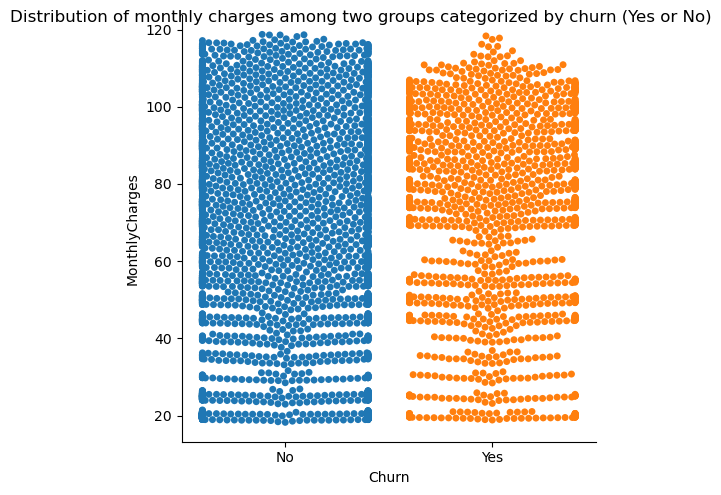 Distribution of monthly charges among two groups categorized by churn (Yes or No)
120
100
80
60
40
20
MonthlyCharges
No
Yes
Churn